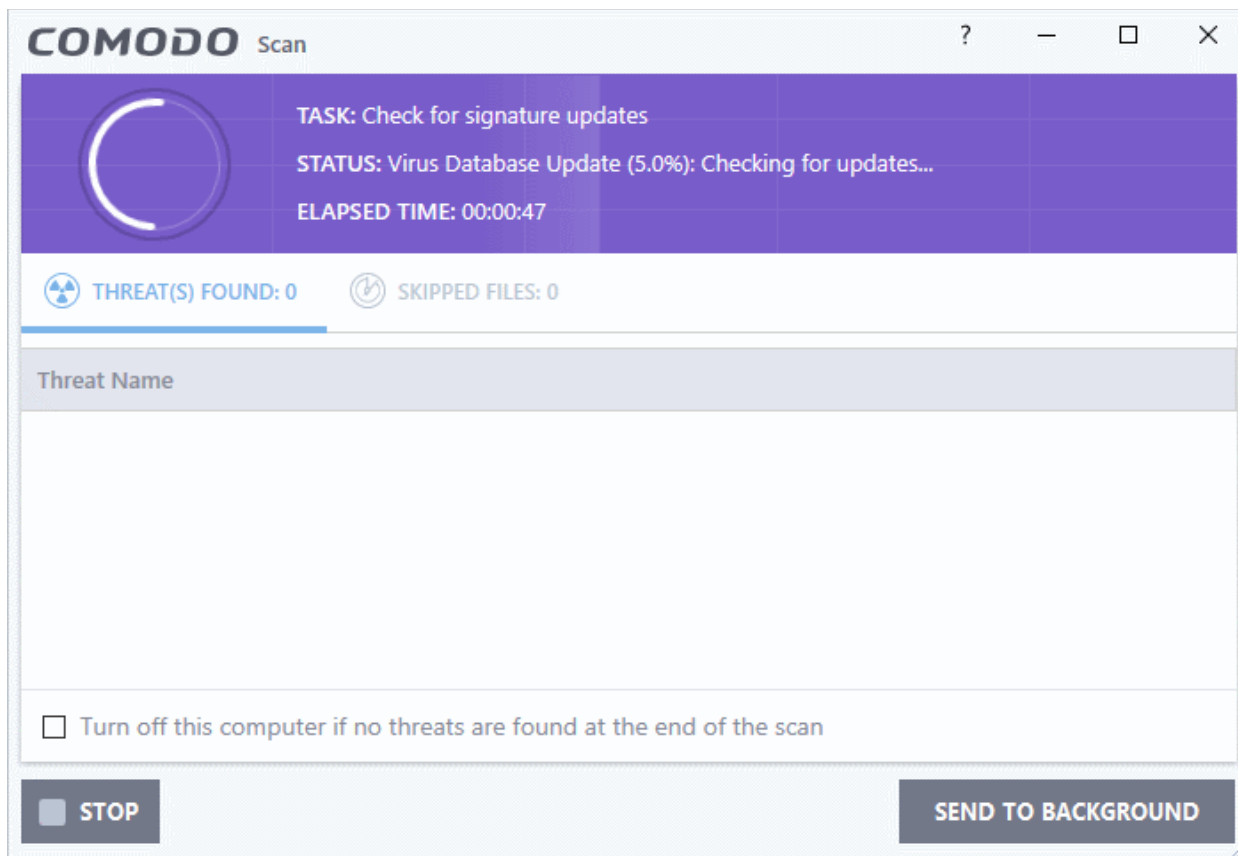 COMODO Scan ?
TASK: Check for signature updates
STATUS: Virus Database Update (5.0%): Checking for updates...
ELAPSED TIME: 00:00:47
THREAT(S) FOUND: 0 SKIPPED FILES: 0
Threat Name
Turn off this computer if no threats are found at the end of the scan
STOP SEND TO BACKGROUND